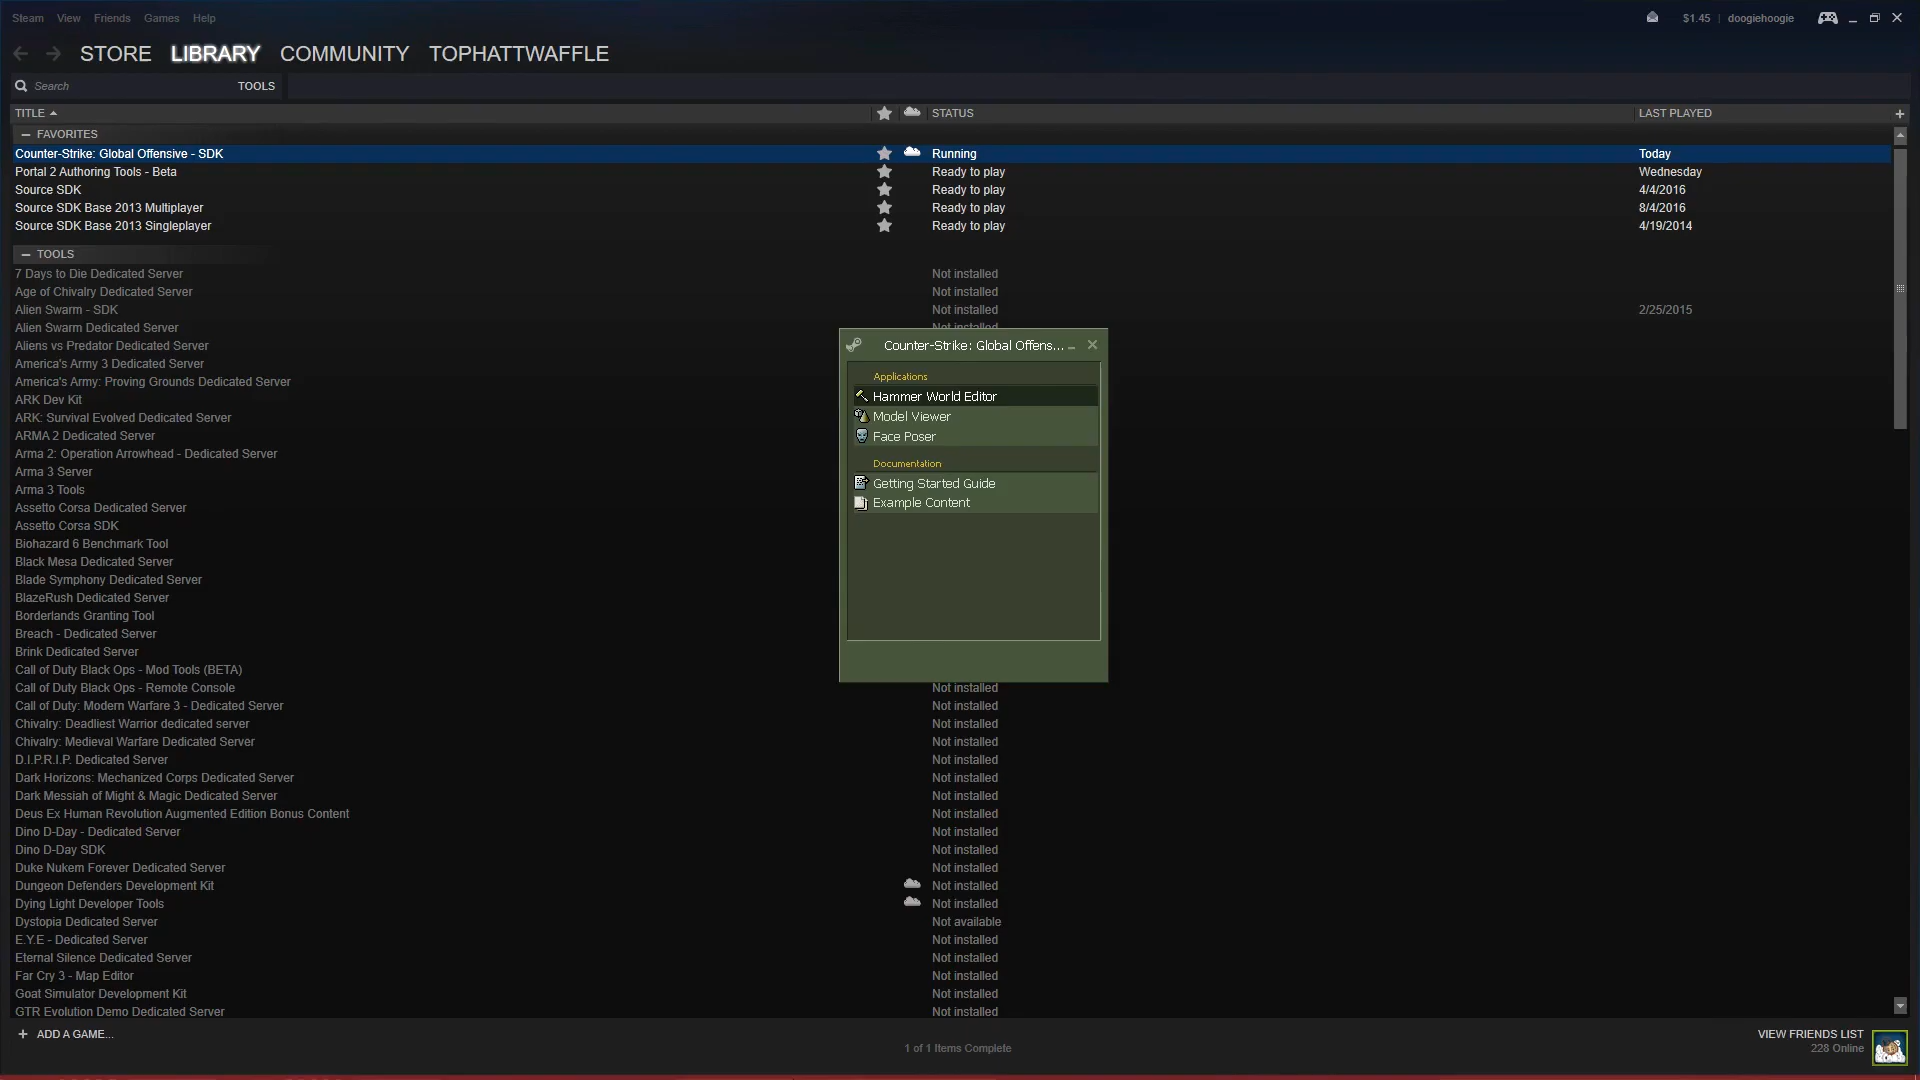 Steam View Friends Games Help $1.45 | doogiehoogie
STORE LIBRARY COMMUNITY TOPHATTWAFFLE
Search TOOLS
TITLE STATUS LAST PLAYED
FAVORITES
Counter-Strike: Global Offensive - SDK Running Today
Portal 2 Authoring Tools - Beta Ready to play Wednesday
Source SDK Ready to play 4/4/2016
Source SDK Base 2013 Multiplayer Ready to play 8/4/2016
Source SDK Base 2013 Singleplayer Ready to play 4/19/2014
TOOLS
7 Days to Die Dedicated Server Not installed
Age of Chivalry Dedicated Server Not installed
Alien Swarm - SDK Not installed 2/25/2015
Alien Swarm Dedicated Server Not installed
Aliens vs Predator Dedicated Server
America's Army 3 Dedicated Server
America's Army: Proving Grounds Dedicated Server
ARK Dev Kit
ARK: Survival Evolved Dedicated Server
ARMA 2 Dedicated Server
Arma 2: Operation Arrowhead - Dedicated Server
Arma 3 Server
Arma 3 Tools
Assetto Corsa Dedicated Server
Assetto Corsa SDK
Biohazard 6 Benchmark Tool
Black Mesa Dedicated Server
Blade Symphony Dedicated Server
BlazeRush Dedicated Server
Borderlands Granting Tool
Breach - Dedicated Server
Brink Dedicated Server
Call of Duty Black Ops - Mod Tools (BETA)
Call of Duty Black Ops - Remote Console Not installed
Call of Duty: Modern Warfare 3 - Dedicated Server Not installed
Chivalry: Deadliest Warrior dedicated server Not installed
Chivalry: Medieval Warfare Dedicated Server Not installed
D.I.P.R.I.P. Dedicated Server Not installed
Dark Horizons: Mechanized Corps Dedicated Server Not installed
Dark Messiah of Might & Magic Dedicated Server Not installed
Deus Ex Human Revolution Augmented Edition Bonus Content Not installed
Dino D-Day - Dedicated Server Not installed
Dino D-Day SDK Not installed
Duke Nukem Forever Dedicated Server Not installed
Dungeon Defenders Development Kit Not installed
Dying Light Developer Tools Not installed
Dystopia Dedicated Server Not available
E.Y.E - Dedicated Server Not installed
Eternal Silence Dedicated Server Not installed
Far Cry 3 - Map Editor Not installed
Goat Simulator Development Kit Not installed
GTR Evolution Demo Dedicated Server Not installed
Counter-Strike: Global Offens...
Applications
Hammer World Editor
Model Viewer
Face Poser
Documentation
Getting Started Guide
Example Content
ADD A GAME...
1 of 1 Items Complete
VIEW FRIENDS LIST
228 Online